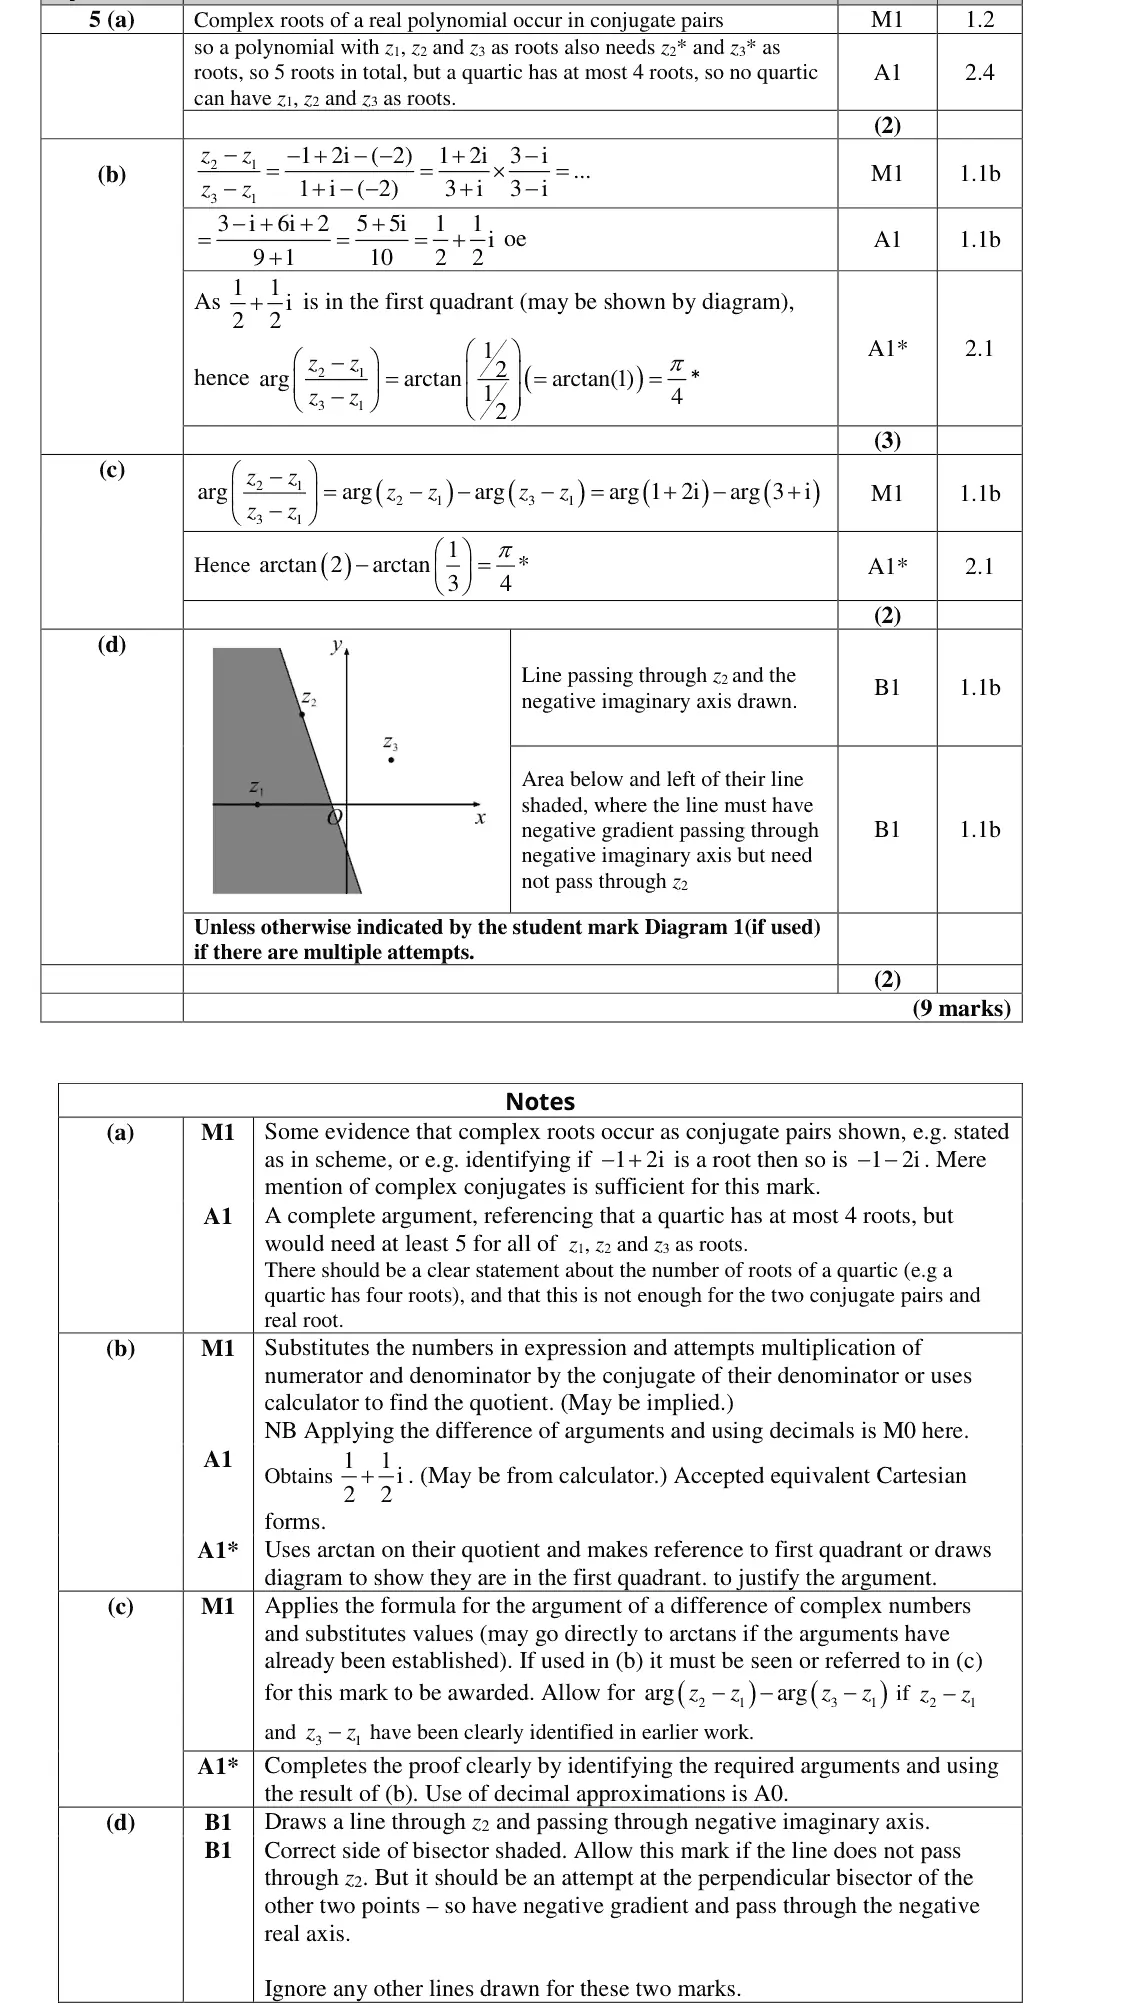 5 (a) Complex roots of a real polynomial occur in conjugate pairs M1 1.2
so a polynomial with z₁, z₂ and z₃ as roots also needs z₂* and z₃* as
roots, so 5 roots in total, but a quartic has at most 4 roots, so no quartic
can have z₁, z₂ and z₃ as roots.
A1 2.4
(2)
(b) (z₂ − z₁)/(z₃ − z₁) = (−1 + 2i − (−2))/(1 + i − (−2)) = (1 + 2i)/(3 + i) × (3 − i)/(3 − i) = ... M1 1.1b
= (3 − i + 6i + 2)/(9 + 1) = (5 + 5i)/10 = 1/2 + 1/2 i oe A1 1.1b
As 1/2 + 1/2 i is in the first quadrant (may be shown by diagram),
hence arg((z₂ − z₁)/(z₃ − z₁)) = arctan((1/2)/(1/2)) (= arctan(1)) = π/4 * A1* 2.1
(3)
(c) arg((z₂ − z₁)/(z₃ − z₁)) = arg(z₂ − z₁) − arg(z₃ − z₁) = arg(1 + 2i) − arg(3 + i) M1 1.1b
Hence arctan(2) − arctan(1/3) = π/4 * A1* 2.1
(2)
(d)
y
z₂
z₃
z₁
O
x
Line passing through z₂ and the
negative imaginary axis drawn.
B1 1.1b
Area below and left of their line
shaded, where the line must have
negative gradient passing through
negative imaginary axis but need
not pass through z₂
B1 1.1b
Unless otherwise indicated by the student mark Diagram 1(if used)
if there are multiple attempts.
(2)
(9 marks)
Notes
(a) M1 Some evidence that complex roots occur as conjugate pairs shown, e.g. stated
as in scheme, or e.g. identifying if −1 + 2i is a root then so is −1 − 2i . Mere
mention of complex conjugates is sufficient for this mark.
A1 A complete argument, referencing that a quartic has at most 4 roots, but
would need at least 5 for all of z₁, z₂ and z₃ as roots.
There should be a clear statement about the number of roots of a quartic (e.g a
quartic has four roots), and that this is not enough for the two conjugate pairs and
real root.
(b) M1 Substitutes the numbers in expression and attempts multiplication of
numerator and denominator by the conjugate of their denominator or uses
calculator to find the quotient. (May be implied.)
NB Applying the difference of arguments and using decimals is M0 here.
A1 Obtains 1/2 + 1/2 i . (May be from calculator.) Accepted equivalent Cartesian
forms.
A1* Uses arctan on their quotient and makes reference to first quadrant or draws
diagram to show they are in the first quadrant. to justify the argument.
(c) M1 Applies the formula for the argument of a difference of complex numbers
and substitutes values (may go directly to arctans if the arguments have
already been established). If used in (b) it must be seen or referred to in (c)
for this mark to be awarded. Allow for arg(z₂ − z₁) − arg(z₃ − z₁) if z₂ − z₁
and z₃ − z₁ have been clearly identified in earlier work.
A1* Completes the proof clearly by identifying the required arguments and using
the result of (b). Use of decimal approximations is A0.
(d) B1 Draws a line through z₂ and passing through negative imaginary axis.
B1 Correct side of bisector shaded. Allow this mark if the line does not pass
through z₂. But it should be an attempt at the perpendicular bisector of the
other two points – so have negative gradient and pass through the negative
real axis.
Ignore any other lines drawn for these two marks.